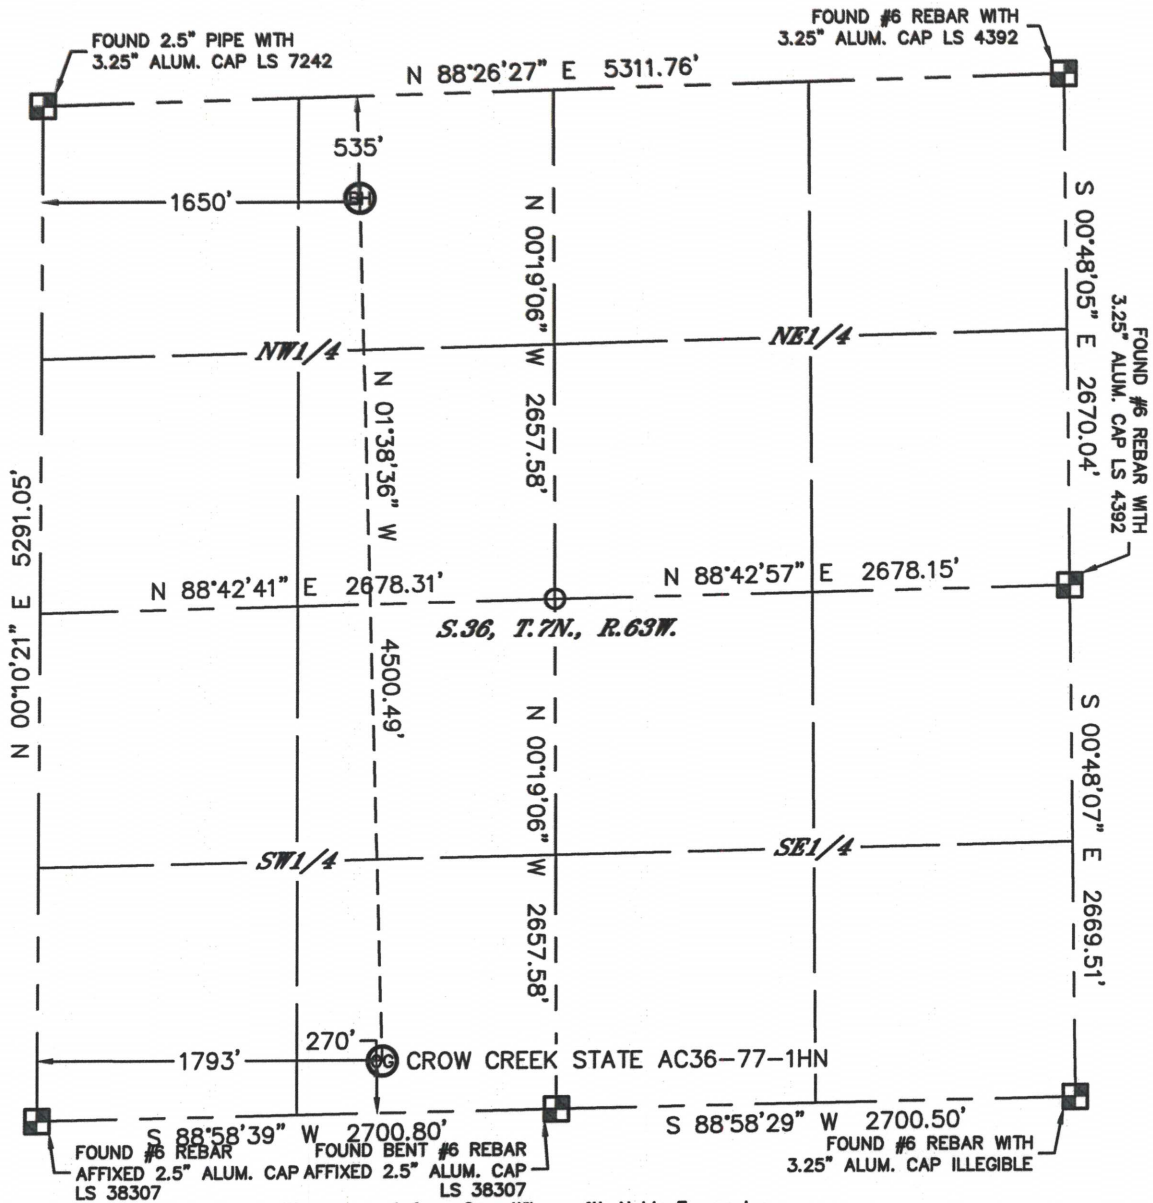 FOUND 2.5" PIPE WITH
3.25" ALUM. CAP LS 7242
FOUND #6 REBAR WITH
3.25" ALUM. CAP LS 4392
N 88°26'27" E 5311.76'
535'
1650'
BH
N 00°19'06" W 2657.58'
S 00°48'05" E 2670.04'
FOUND #6 REBAR WITH
3.25" ALUM. CAP LS 4392
NW1/4
NE1/4
N 01°38'36" W 4500.49'
N 00°10'21" E 5291.05'
N 88°42'41" E 2678.31'
N 88°42'57" E 2678.15'
S.36, T.7N., R.63W.
N 00°19'06" W 2657.58'
S 00°48'07" E 2669.51'
SW1/4
SE1/4
270'
1793'
CROW CREEK STATE AC36-77-1HN
S 88°58'39" W 2700.80'
S 88°58'29" W 2700.50'
FOUND #6 REBAR
AFFIXED 2.5" ALUM. CAP
LS 38307
FOUND BENT #6 REBAR
AFFIXED 2.5" ALUM. CAP
LS 38307
FOUND #6 REBAR WITH
3.25" ALUM. CAP ILLEGIBLE